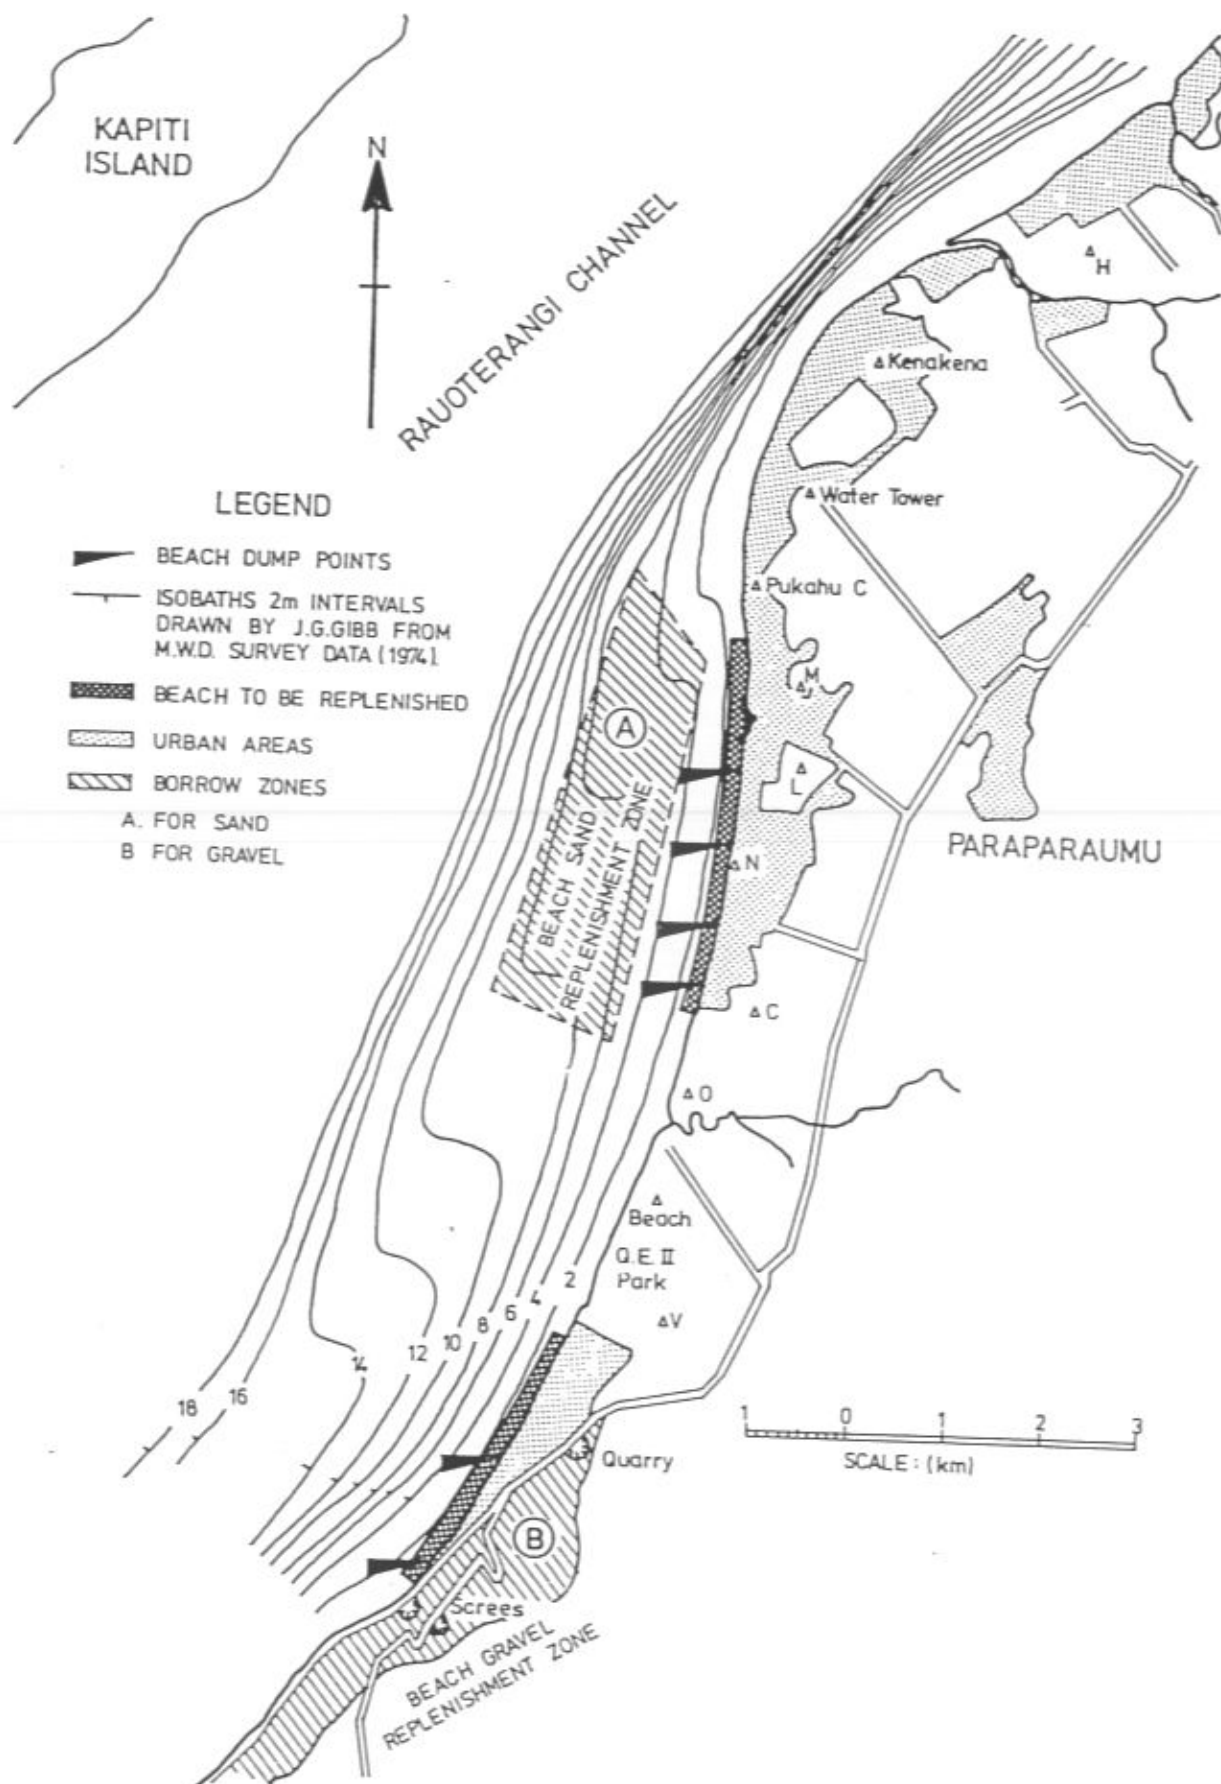 KAPITI
ISLAND
N
RAUOTERANGI CHANNEL
H
Kenakena
Water Tower
Pukahu C
LEGEND
BEACH DUMP POINTS
ISOBATHS 2m INTERVALS
DRAWN BY J.G.GIBB FROM
M.W.D. SURVEY DATA (1974).
BEACH TO BE REPLENISHED
URBAN AREAS
BORROW ZONES
A. FOR SAND
B FOR GRAVEL
M
A
L
BEACH SAND
REPLENISHMENT ZONE
N
PARAPARAUMU
C
O
Beach
Q.E.II
Park
V
2
4
6
8
10
12
14
16
18
1 0 1 2 3
SCALE : (km)
Quarry
B
Screes
BEACH GRAVEL
REPLENISHMENT ZONE